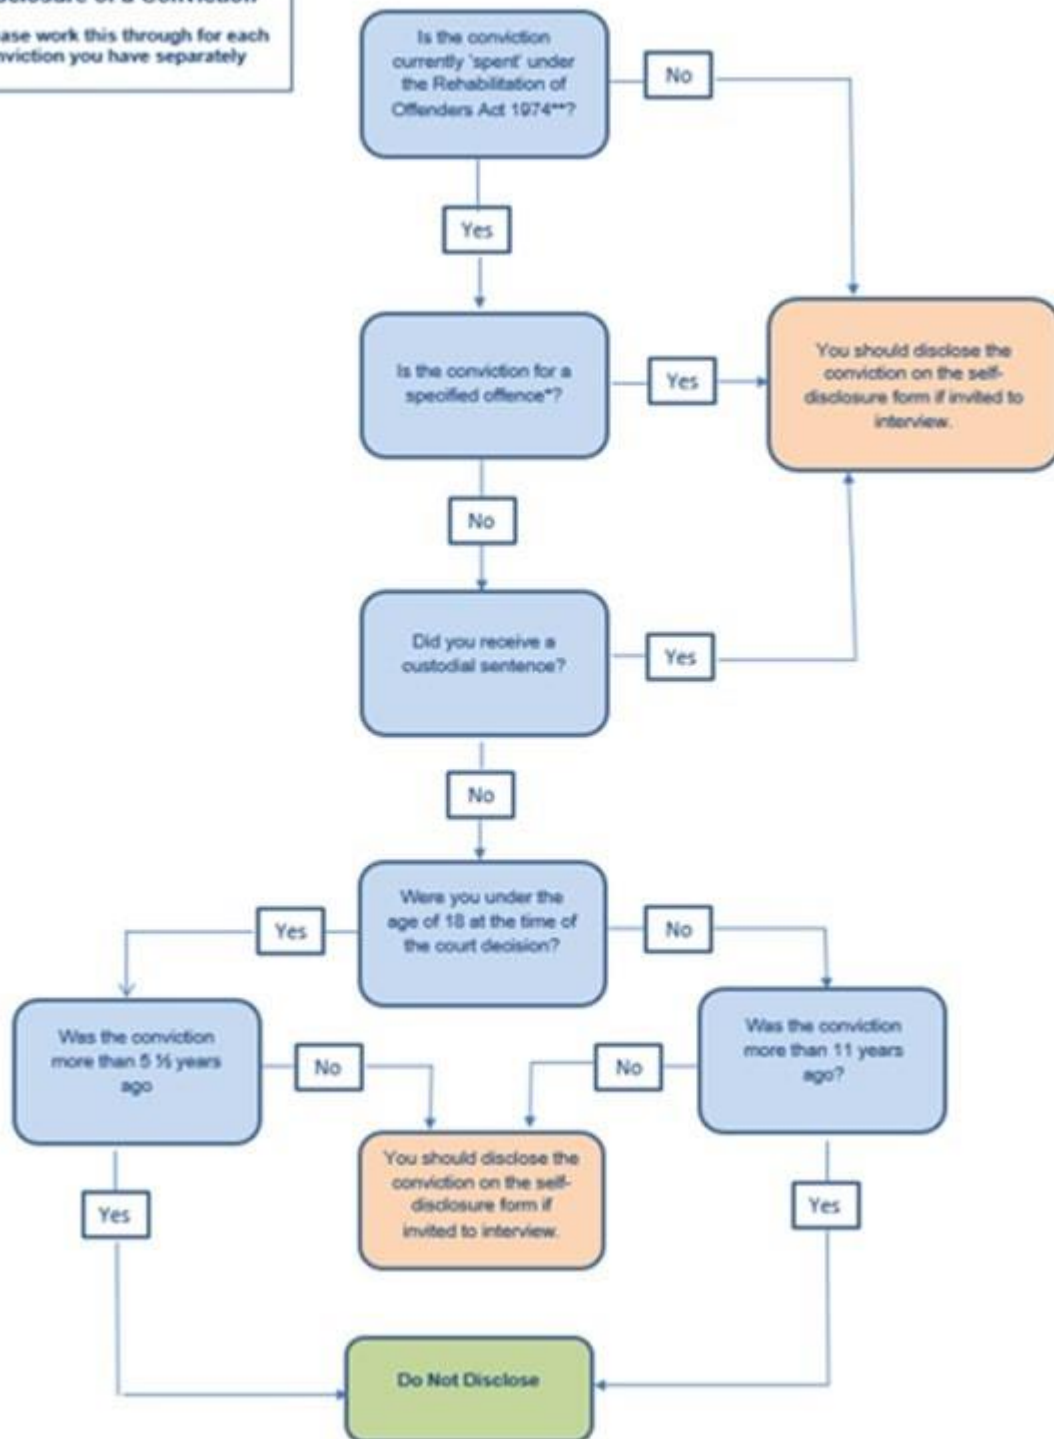 ase work this through for each
viction you have separately
Is the conviction
currently 'spent' under
the Rehabilitation of
Offenders Act 1974**?
No
Yes
Is the conviction for a
specified offence*?
Yes
You should disclose the
conviction on the self-
disclosure form if invited to
interview.
No
Did you receive a
custodial sentence?
Yes
No
Were you under the
age of 18 at the time of
the court decision?
Yes
No
Was the conviction
more than 5 ½ years
ago
No
No
Was the conviction
more than 11 years
ago?
You should disclose the
conviction on the self-
disclosure form if
invited to interview.
Yes
Yes
Do Not Disclose